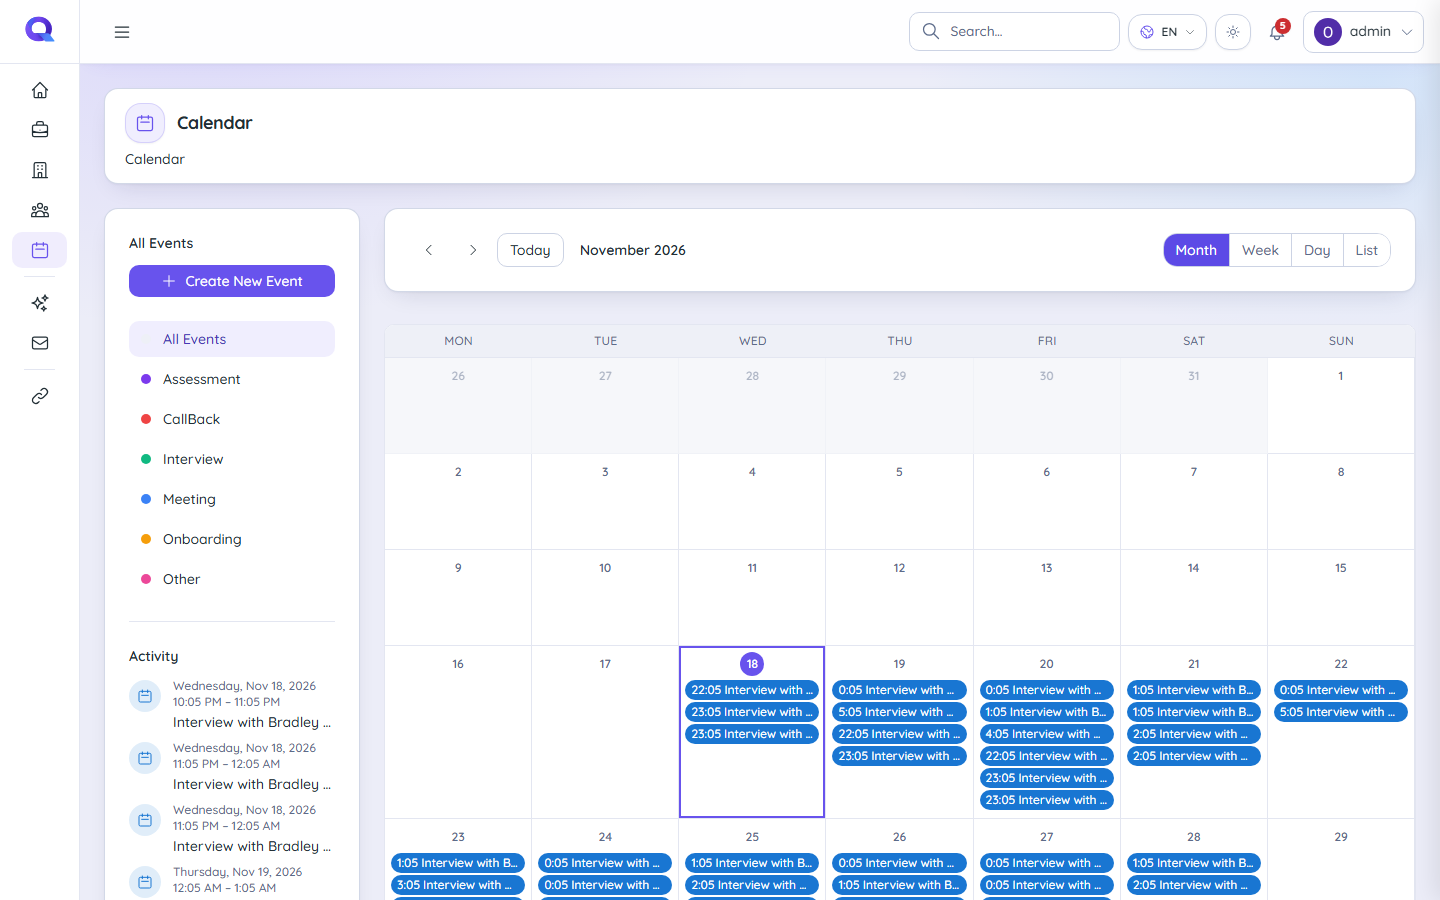 Search...
EN
5
O
admin
Calendar
Calendar
All Events
Create New Event
All Events
Assessment
CallBack
Interview
Meeting
Onboarding
Other
Activity
Wednesday, Nov 18, 2026
10:05 PM – 11:05 PM
Interview with Bradley ...
Wednesday, Nov 18, 2026
11:05 PM – 12:05 AM
Interview with Bradley ...
Wednesday, Nov 18, 2026
11:05 PM – 12:05 AM
Interview with Bradley ...
Thursday, Nov 19, 2026
12:05 AM – 1:05 AM
Today
November 2026
Month Week Day List
MON TUE WED THU FRI SAT SUN
26 27 28 29 30 31 1
2 3 4 5 6 7 8
9 10 11 12 13 14 15
16 17 18 19 20 21 22
22:05 Interview with ... 0:05 Interview with ... 0:05 Interview with ... 1:05 Interview with B... 0:05 Interview with ...
23:05 Interview with ... 5:05 Interview with ... 1:05 Interview with B... 1:05 Interview with B... 5:05 Interview with ...
23:05 Interview with ... 22:05 Interview with ... 4:05 Interview with ... 2:05 Interview with ...
23:05 Interview with ... 22:05 Interview with ... 2:05 Interview with ...
23:05 Interview with ...
23:05 Interview with ...
23 24 25 26 27 28 29
1:05 Interview with B... 0:05 Interview with ... 1:05 Interview with B... 0:05 Interview with ... 0:05 Interview with ... 1:05 Interview with B...
3:05 Interview with ... 0:05 Interview with ... 2:05 Interview with ... 1:05 Interview with B... 0:05 Interview with ... 2:05 Interview with ...